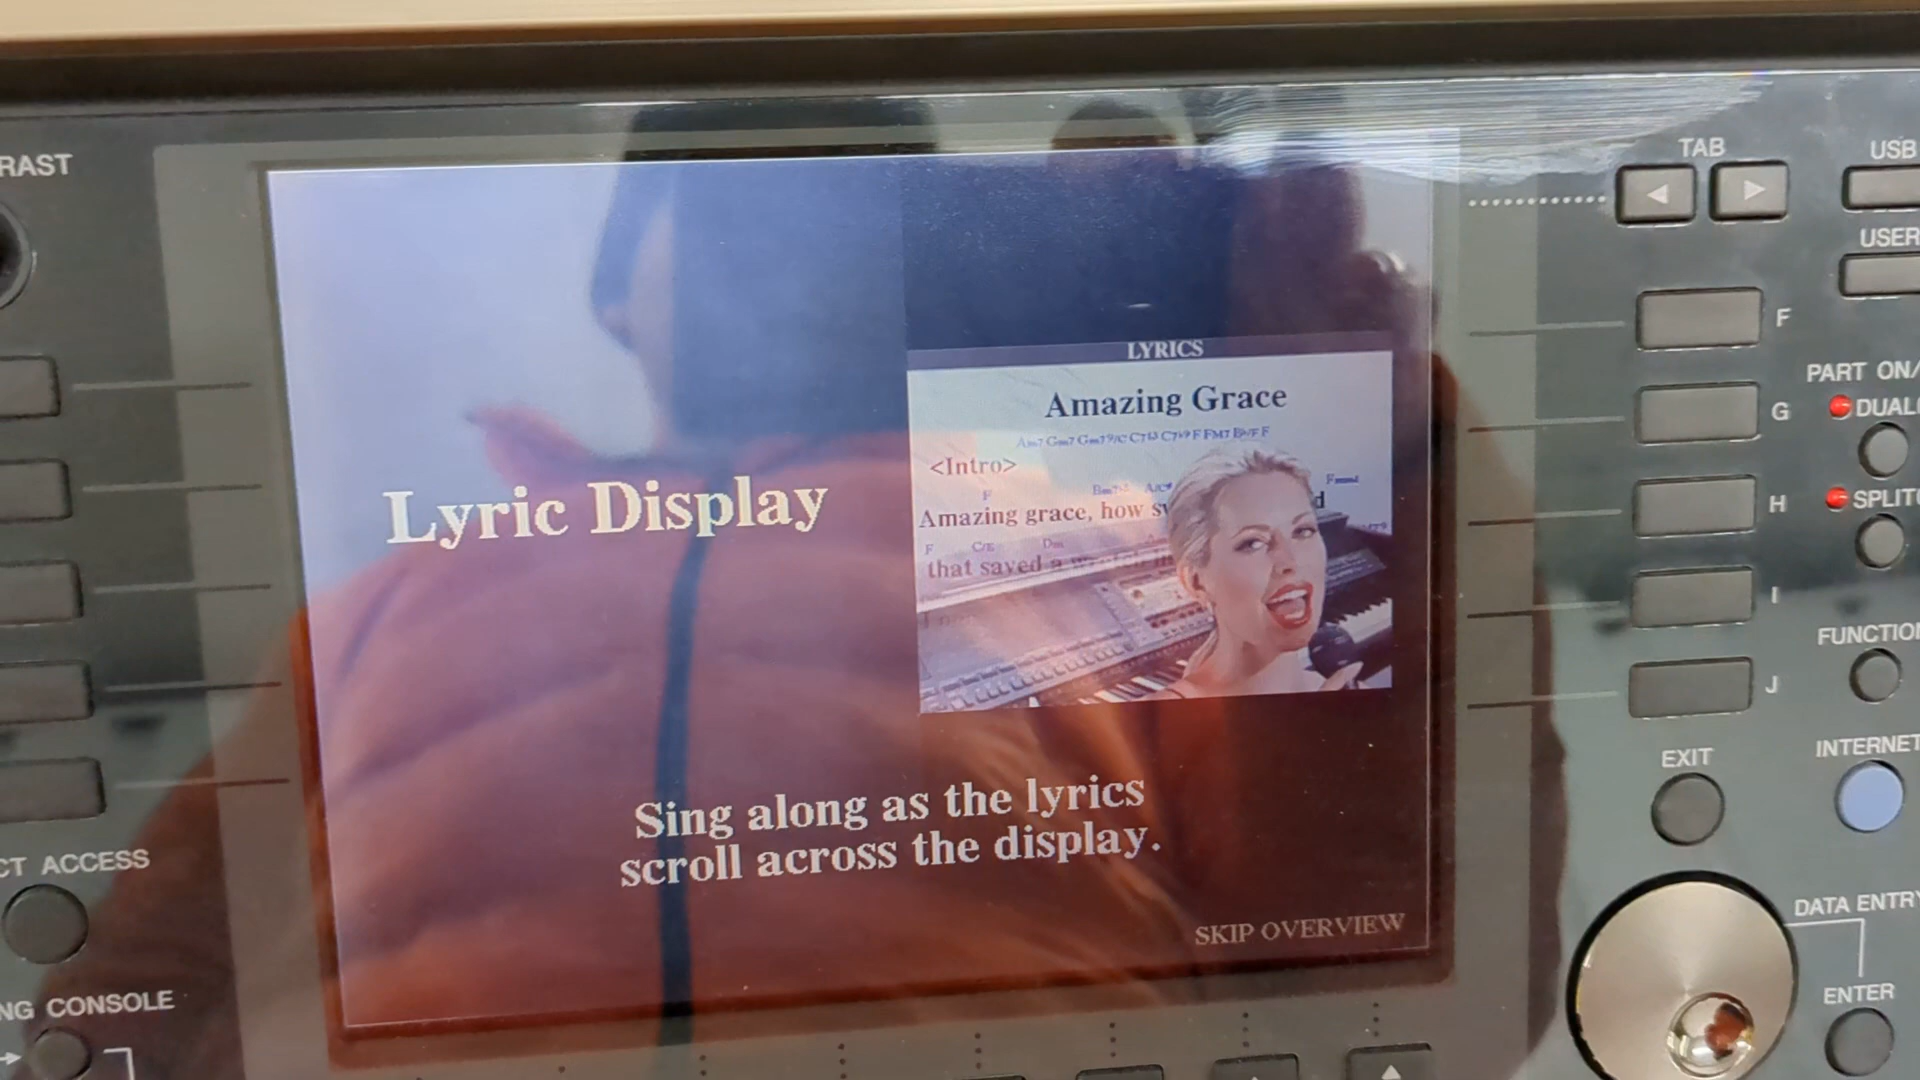 RAST
TAB
USB
USER
F
G
H
I
J
PART ON/
DUAL
SPLIT
FUNCTION
EXIT
INTERNET
DATA ENTRY
ENTER
CT ACCESS
NG CONSOLE
Lyric Display
LYRICS
Amazing Grace
<Intro>
F
Amazing grace, how sw
d
F C/E Dm
that saved a
Sing along as the lyrics
scroll across the display.
SKIP OVERVIEW